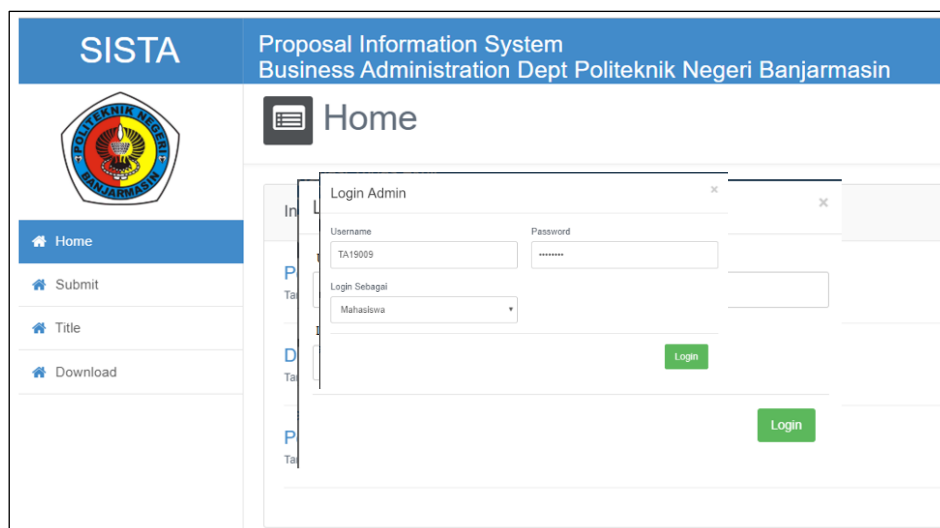 SISTA
Proposal Information System
Business Administration Dept Politeknik Negeri Banjarmasin
POLITEKNIK NEGERI
BANJARMASIN
Home
Home
Submit
Title
Download
Login Admin
×
×
Username
Password
TA19009
••••••••
Login Sebagai
Mahasiswa
Login
Login